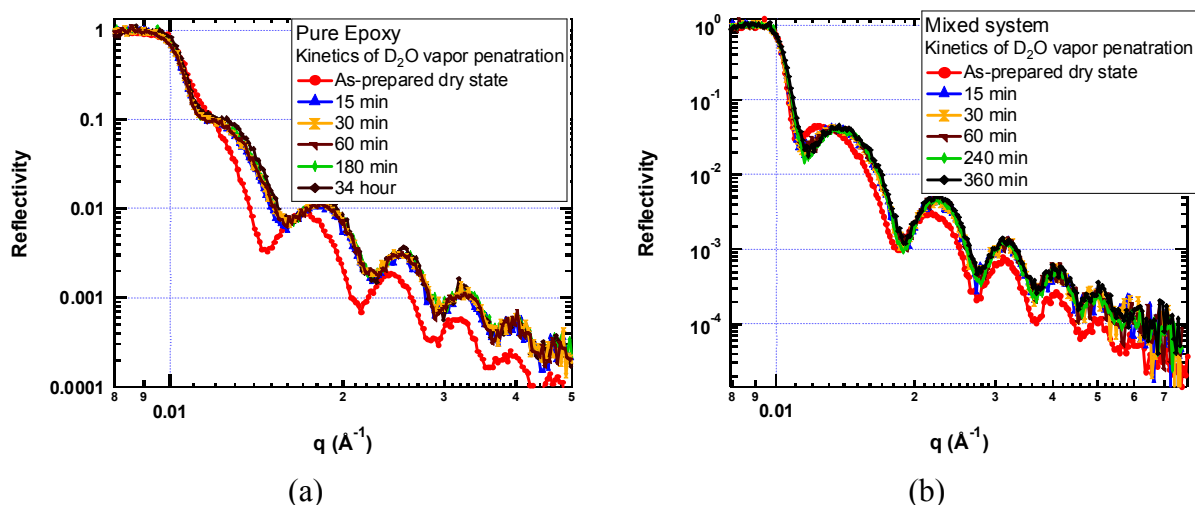 Pure Epoxy
Kinetics of D2O vapor penatration
As-prepared dry state
15 min
30 min
60 min
180 min
34 hour
Reflectivity
1
0.1
0.01
0.001
0.0001
8 9 0.01 2 3 4 5
q (Å-1)
(a)
Mixed system
Kinetics of D2O vapor penatration
As-prepared dry state
15 min
30 min
60 min
240 min
360 min
Reflectivity
10^0
10^-1
10^-2
10^-3
10^-4
8 9 0.01 2 3 4 5 6 7
q (Å-1)
(b)